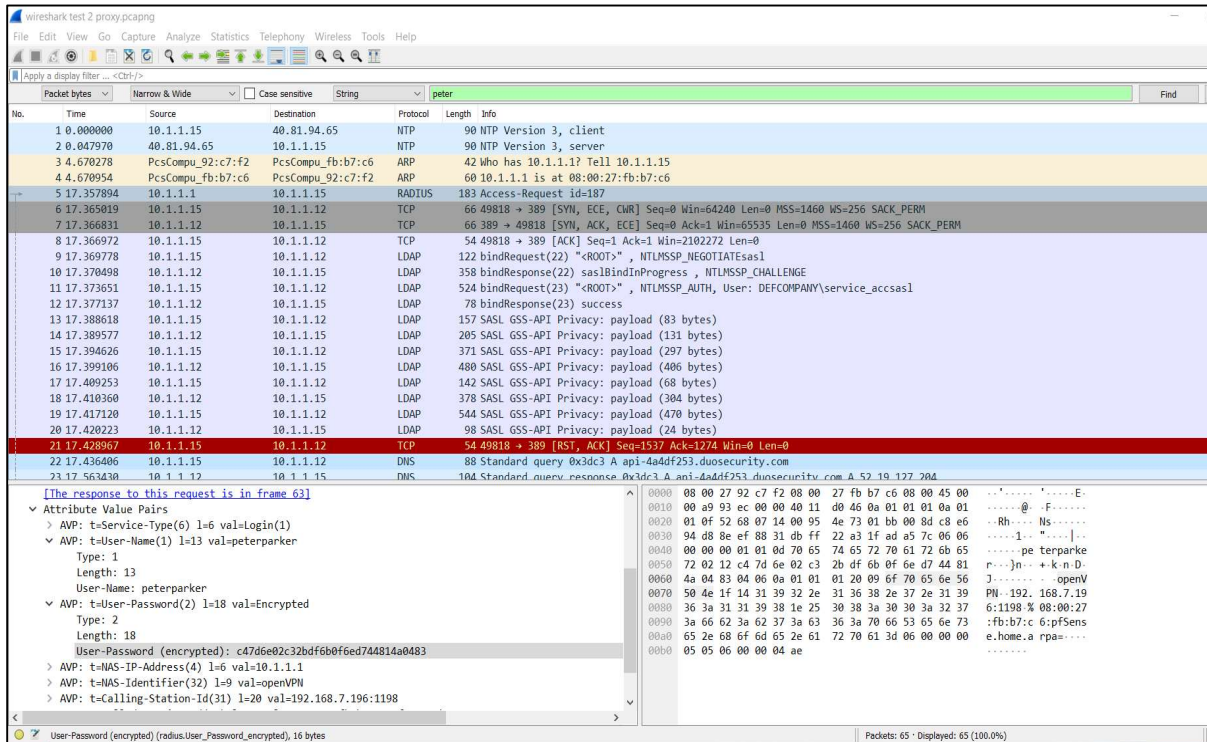 wireshark test 2 proxy.pcapng
File Edit View Go Capture Analyze Statistics Telephony Wireless Tools Help
Apply a display filter ... <Ctrl-/>
Packet bytes Narrow & Wide Case sensitive String peter Find
No. Time Source Destination Protocol Length Info
1 0.000000 10.1.1.15 40.81.94.65 NTP 90 NTP Version 3, client
2 0.047970 40.81.94.65 10.1.1.15 NTP 90 NTP Version 3, server
3 4.670278 PcsCompu_92:c7:f2 PcsCompu_fb:b7:c6 ARP 42 Who has 10.1.1.1? Tell 10.1.1.15
4 4.670954 PcsCompu_fb:b7:c6 PcsCompu_92:c7:f2 ARP 60 10.1.1.1 is at 08:00:27:fb:b7:c6
5 17.357894 10.1.1.1 10.1.1.15 RADIUS 183 Access-Request id=187
6 17.365019 10.1.1.15 10.1.1.12 TCP 66 49818 → 389 [SYN, ECE, CWR] Seq=0 Win=64240 Len=0 MSS=1460 WS=256 SACK_PERM
7 17.366831 10.1.1.12 10.1.1.15 TCP 66 389 → 49818 [SYN, ACK, ECE] Seq=0 Ack=1 Win=65535 Len=0 MSS=1460 WS=256 SACK_PERM
8 17.366972 10.1.1.15 10.1.1.12 TCP 54 49818 → 389 [ACK] Seq=1 Ack=1 Win=2102272 Len=0
9 17.369778 10.1.1.15 10.1.1.12 LDAP 122 bindRequest(22) "<ROOT>" , NTLMSSP_NEGOTIATEsasl
10 17.370498 10.1.1.12 10.1.1.15 LDAP 358 bindResponse(22) saslBindInProgress , NTLMSSP_CHALLENGE
11 17.373651 10.1.1.15 10.1.1.12 LDAP 524 bindRequest(23) "<ROOT>" , NTLMSSP_AUTH, User: DEFCOMPANY\service_accsasl
12 17.377137 10.1.1.12 10.1.1.15 LDAP 78 bindResponse(23) success
13 17.388618 10.1.1.15 10.1.1.12 LDAP 157 SASL GSS-API Privacy: payload (83 bytes)
14 17.389577 10.1.1.12 10.1.1.15 LDAP 205 SASL GSS-API Privacy: payload (131 bytes)
15 17.394626 10.1.1.15 10.1.1.12 LDAP 371 SASL GSS-API Privacy: payload (297 bytes)
16 17.399106 10.1.1.12 10.1.1.15 LDAP 480 SASL GSS-API Privacy: payload (406 bytes)
17 17.409253 10.1.1.15 10.1.1.12 LDAP 142 SASL GSS-API Privacy: payload (68 bytes)
18 17.410360 10.1.1.12 10.1.1.15 LDAP 378 SASL GSS-API Privacy: payload (304 bytes)
19 17.417120 10.1.1.15 10.1.1.12 LDAP 544 SASL GSS-API Privacy: payload (470 bytes)
20 17.420223 10.1.1.12 10.1.1.15 LDAP 98 SASL GSS-API Privacy: payload (24 bytes)
21 17.428967 10.1.1.15 10.1.1.12 TCP 54 49818 → 389 [RST, ACK] Seq=1537 Ack=1274 Win=0 Len=0
22 17.436406 10.1.1.15 10.1.1.12 DNS 88 Standard query 0x3dc3 A api-4a4df253.duosecurity.com
23 17.563430 10.1.1.12 10.1.1.15 DNS 104 Standard query response 0x3dc3 A api-4a4df253.duosecurity.com A 52.19.127.204
[The response to this request is in frame 63]
Attribute Value Pairs
AVP: t=Service-Type(6) l=6 val=Login(1)
AVP: t=User-Name(1) l=13 val=peterparker
Type: 1
Length: 13
User-Name: peterparker
AVP: t=User-Password(2) l=18 val=Encrypted
Type: 2
Length: 18
User-Password (encrypted): c47d6e02c32bdf6b0f6ed744814a0483
AVP: t=NAS-IP-Address(4) l=6 val=10.1.1.1
AVP: t=NAS-Identifier(32) l=9 val=openVPN
AVP: t=Calling-Station-Id(31) l=20 val=192.168.7.196:1198
0000 08 00 27 92 c7 f2 08 00 27 fb b7 c6 08 00 45 00 ··'····· '·····E·
0010 00 a9 93 ec 00 00 40 11 d0 46 0a 01 01 01 0a 01 ······@· ·F······
0020 01 0f 52 68 07 14 00 95 4e 73 01 bb 00 8d c8 e6 ··Rh···· Ns······
0030 94 d8 8e ef 88 31 db ff 22 a3 1f ad a5 7c 06 06 ·····1·· "····|··
0040 00 00 00 01 01 0d 70 65 74 65 72 70 61 72 6b 65 ······pe terparke
0050 72 02 12 c4 7d 6e 02 c3 2b df 6b 0f 6e d7 44 81 r···}n·· +·k·n·D·
0060 4a 04 83 04 06 0a 01 01 01 20 09 6f 70 65 6e 56 J······· · ·openV
0070 50 4e 1f 14 31 39 32 2e 31 36 38 2e 37 2e 31 39 PN··192. 168.7.19
0080 36 3a 31 31 39 38 1e 25 30 38 3a 30 30 3a 32 37 6:1198·% 08:00:27
0090 3a 66 62 3a 62 37 3a 63 36 3a 70 66 53 65 6e 73 :fb:b7:c 6:pfSens
00a0 65 2e 68 6f 6d 65 2e 61 72 70 61 3d 06 00 00 00 e.home.a rpa=····
00b0 05 05 06 00 00 04 ae ·······
User-Password (encrypted) (radius.User_Password_encrypted), 16 bytes Packets: 65 · Displayed: 65 (100.0%)